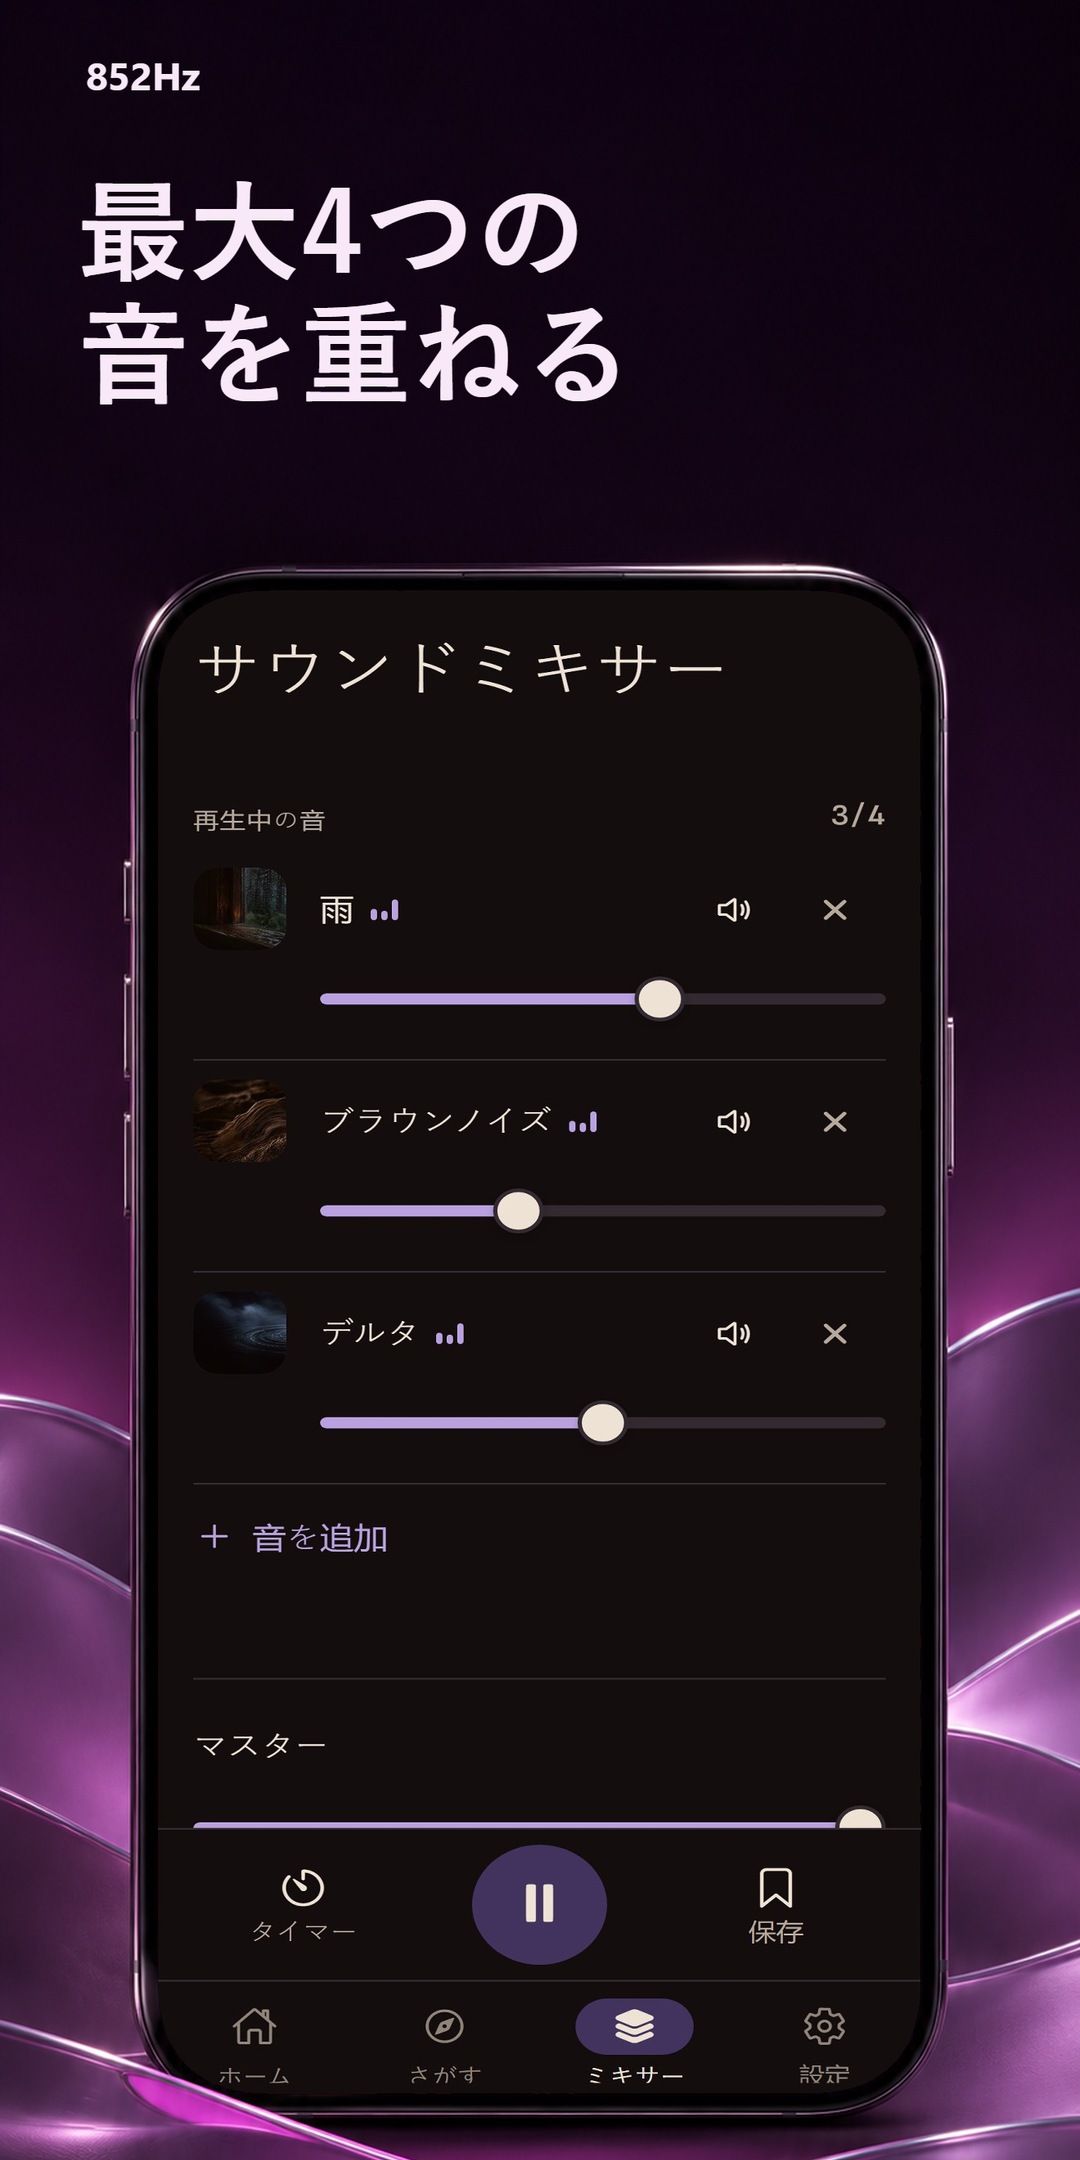 852Hz
最大4つの
音を重ねる
サウンドミキサー
再生中の音 3/4
雨
ブラウンノイズ
デルタ
+ 音を追加
マスター
タイマー 保存
ホーム さがす ミキサー 設定